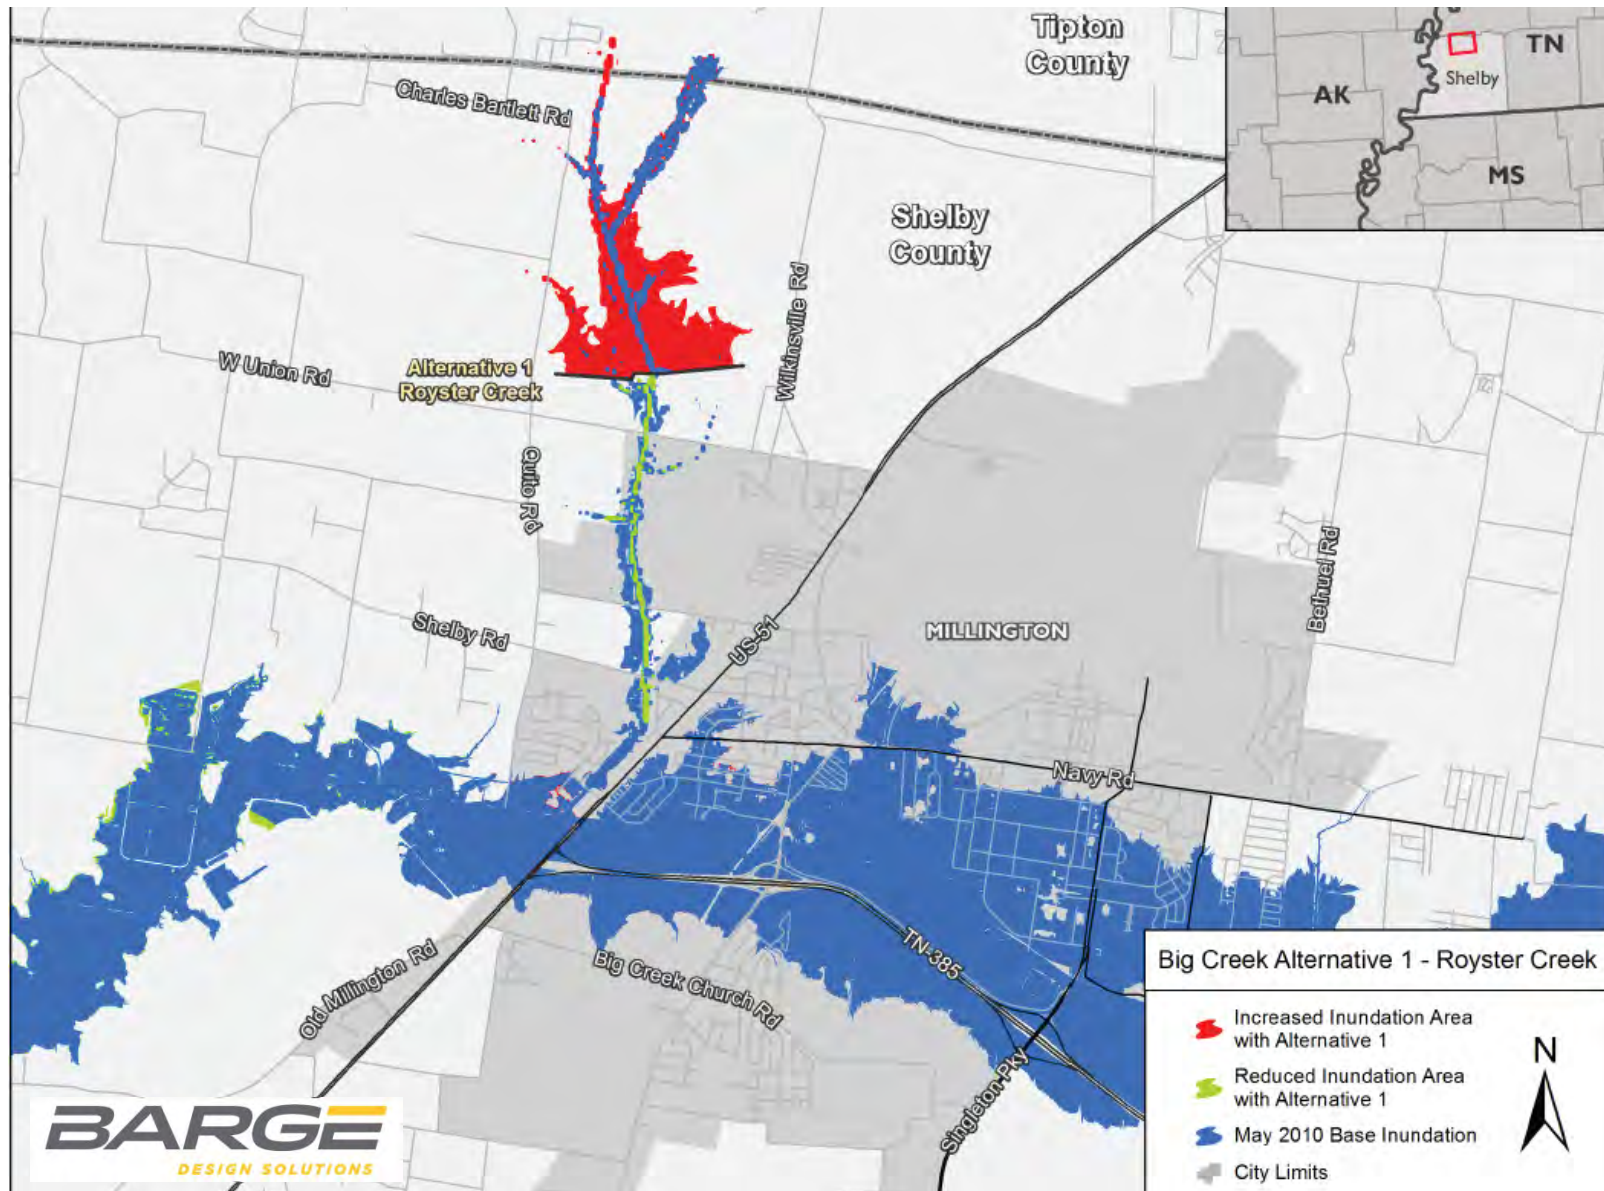 Tipton
County
TN
Shelby
AK
MS
Charles Bartlett Rd
Shelby
County
Wilkinsville Rd
W Union Rd
Alternative 1
Royster Creek
Quito Rd
Bethuel Rd
Shelby Rd
US-51
MILLINGTON
Navy Rd
TN-385
Old Millington Rd
Big Creek Church Rd
Singleton Pky
Big Creek Alternative 1 - Royster Creek
Increased Inundation Area
with Alternative 1
Reduced Inundation Area
with Alternative 1
May 2010 Base Inundation
City Limits
N
BARGE
DESIGN SOLUTIONS